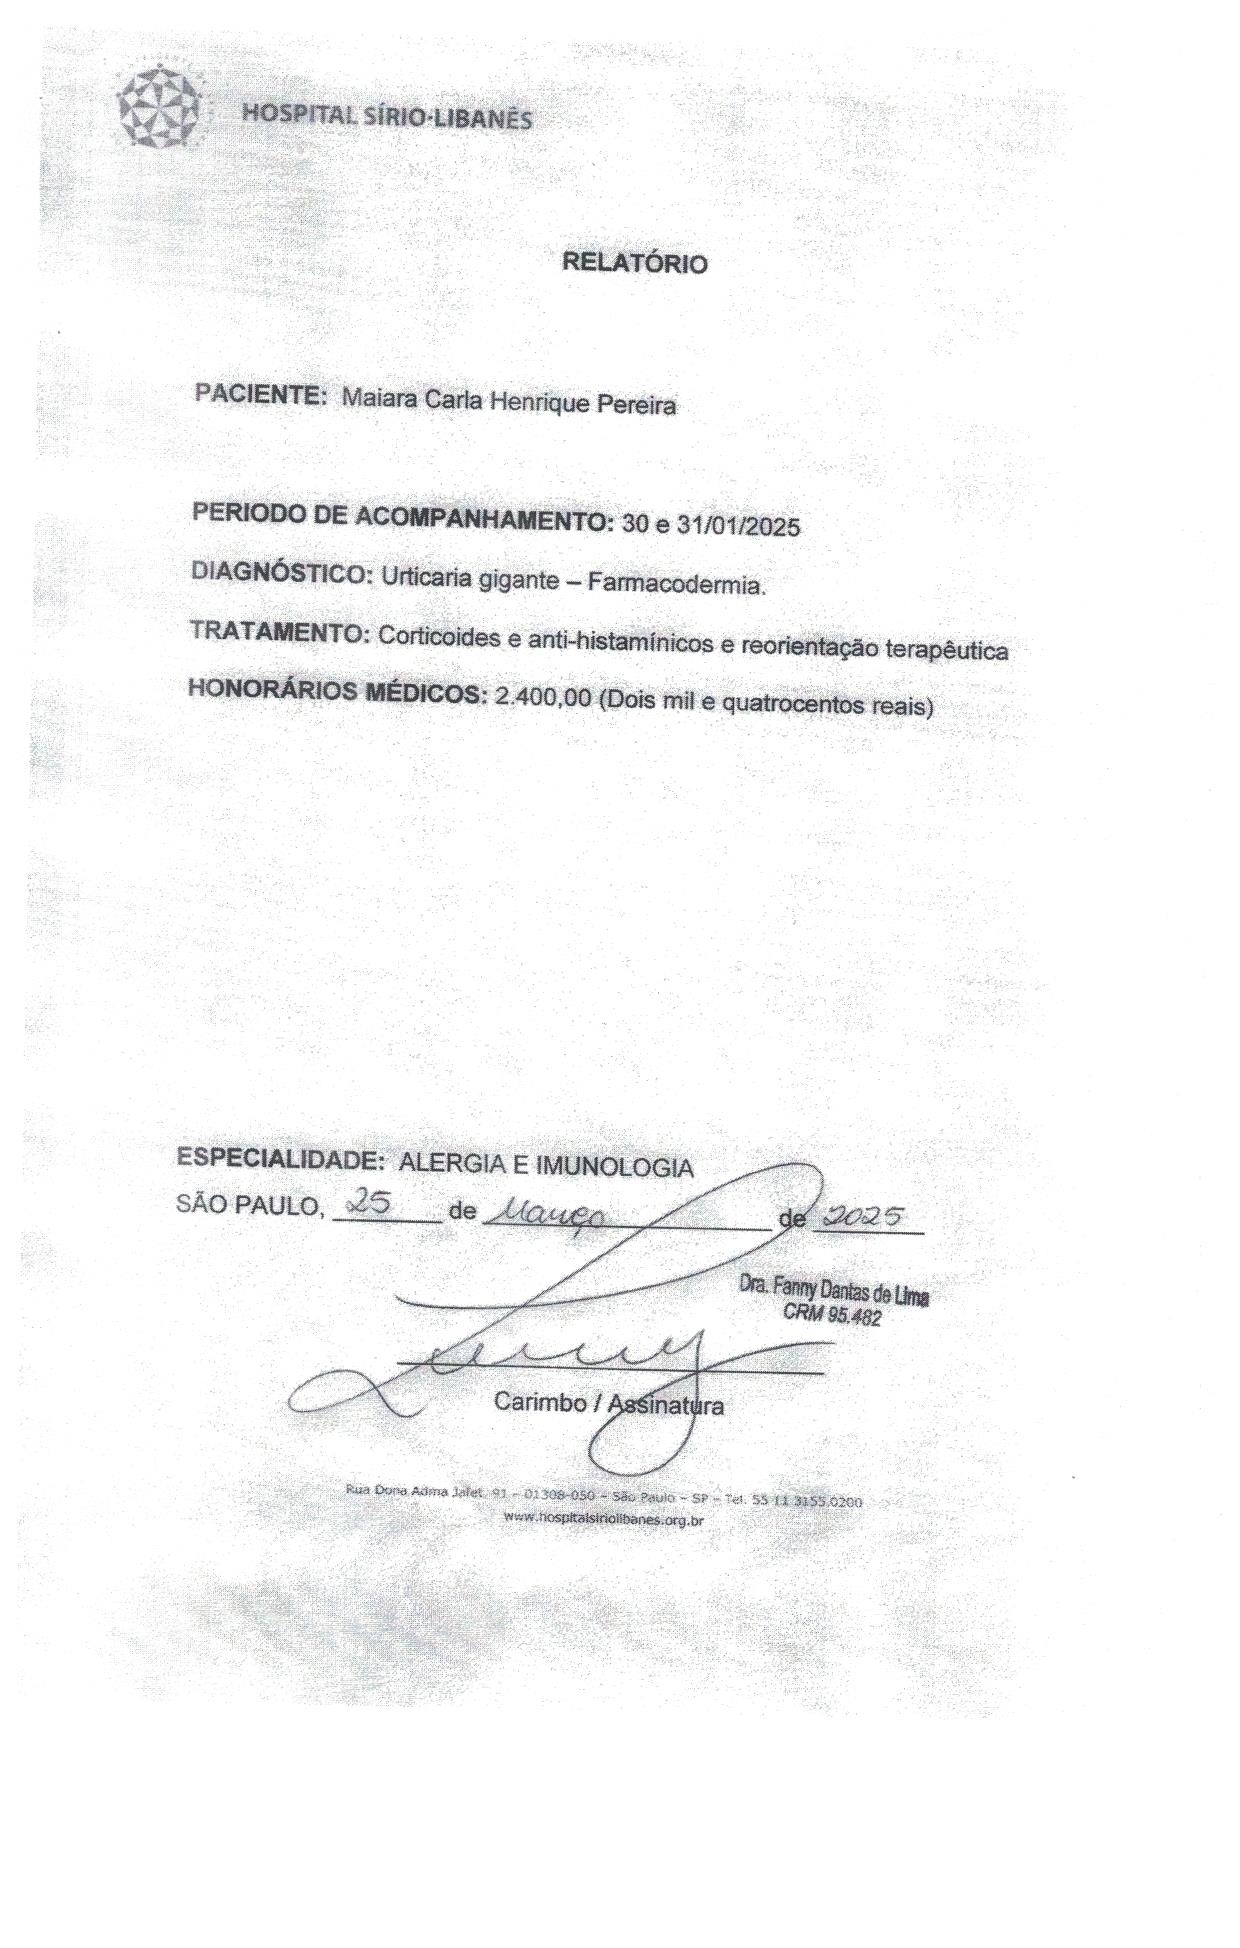 HOSPITAL SÍRIO-LIBANÊS
RELATÓRIO
PACIENTE: Maiara Carla Henrique Pereira
PERIODO DE ACOMPANHAMENTO: 30 e 31/01/2025
DIAGNÓSTICO: Urticaria gigante – Farmacodermia.
TRATAMENTO: Corticoides e anti-histamínicos e reorientação terapêutica
HONORÁRIOS MÉDICOS: 2.400,00 (Dois mil e quatrocentos reais)
ESPECIALIDADE: ALERGIA E IMUNOLOGIA
SÃO PAULO, 25 de Março de 2025
Dra. Fanny Dantas de Lima
CRM 95.482
Carimbo / Assinatura
Rua Dona Adma Jafet, 91 – 01308-050 – São Paulo – SP – Tel. 55 11 3155.0200
www.hospitalsiriolibanes.org.br